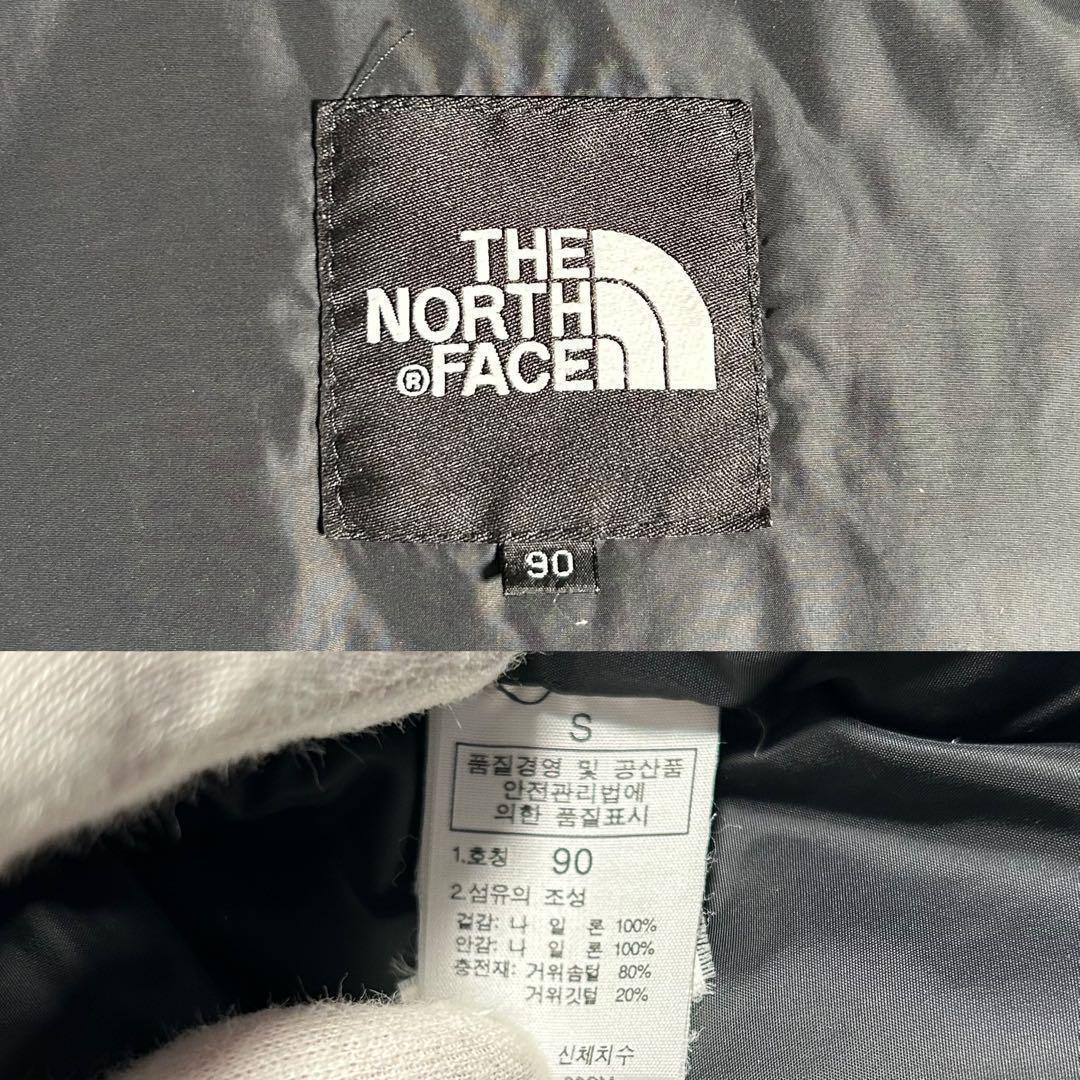 THE
NORTH
®FACE
90
S
품질경영 및 공산품
안전관리법에
의한 품질표시
1.호칭 90
2.섬유의 조성
겉감: 나 일 론 100%
안감: 나 일 론 100%
충전재: 거위솜털 80%
거위깃털 20%
신체치수